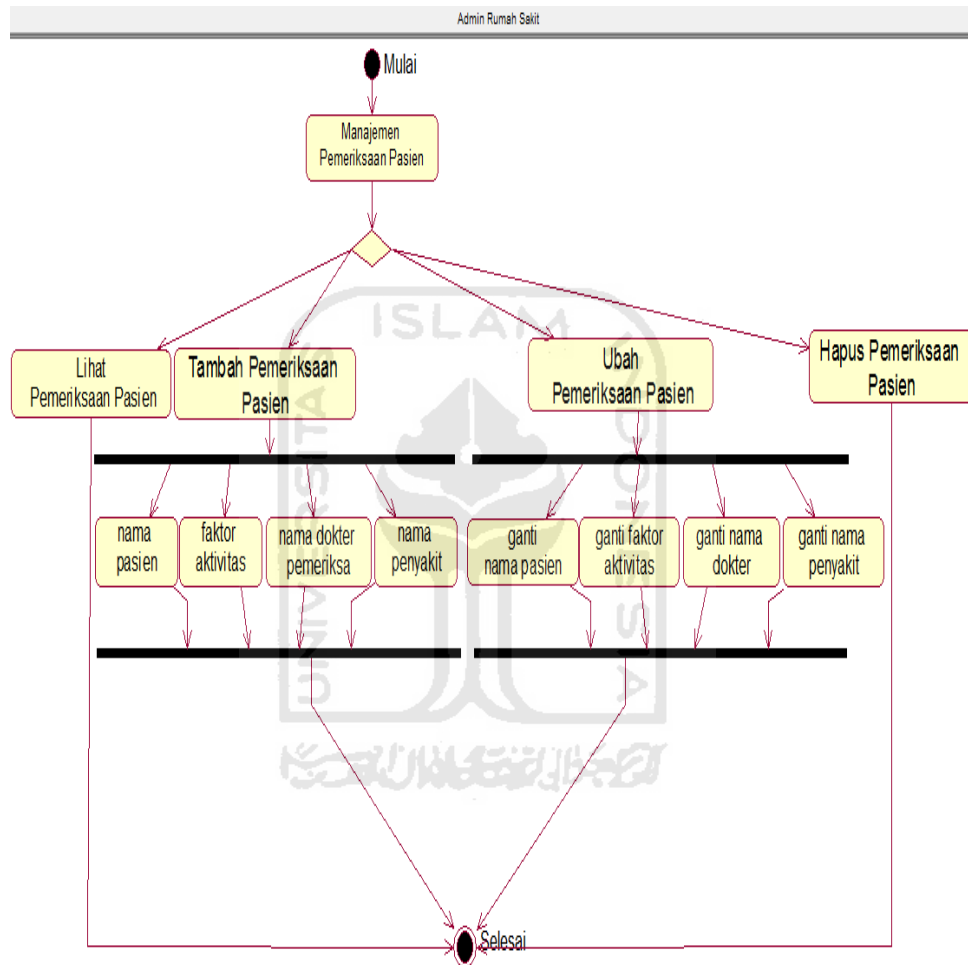 Admin Rumah Sakit
Mulai
Manajemen
Pemeriksaan Pasien
Lihat
Pemeriksaan Pasien
Tambah Pemeriksaan
Pasien
Ubah
Pemeriksaan Pasien
Hapus Pemeriksaan
Pasien
nama
pasien
faktor
aktivitas
nama dokter
pemeriksa
nama
penyakit
ganti
nama pasien
ganti faktor
aktivitas
ganti nama
dokter
ganti nama
penyakit
Selesai
UNIVERSITAS
ISLAM
INDONESIA